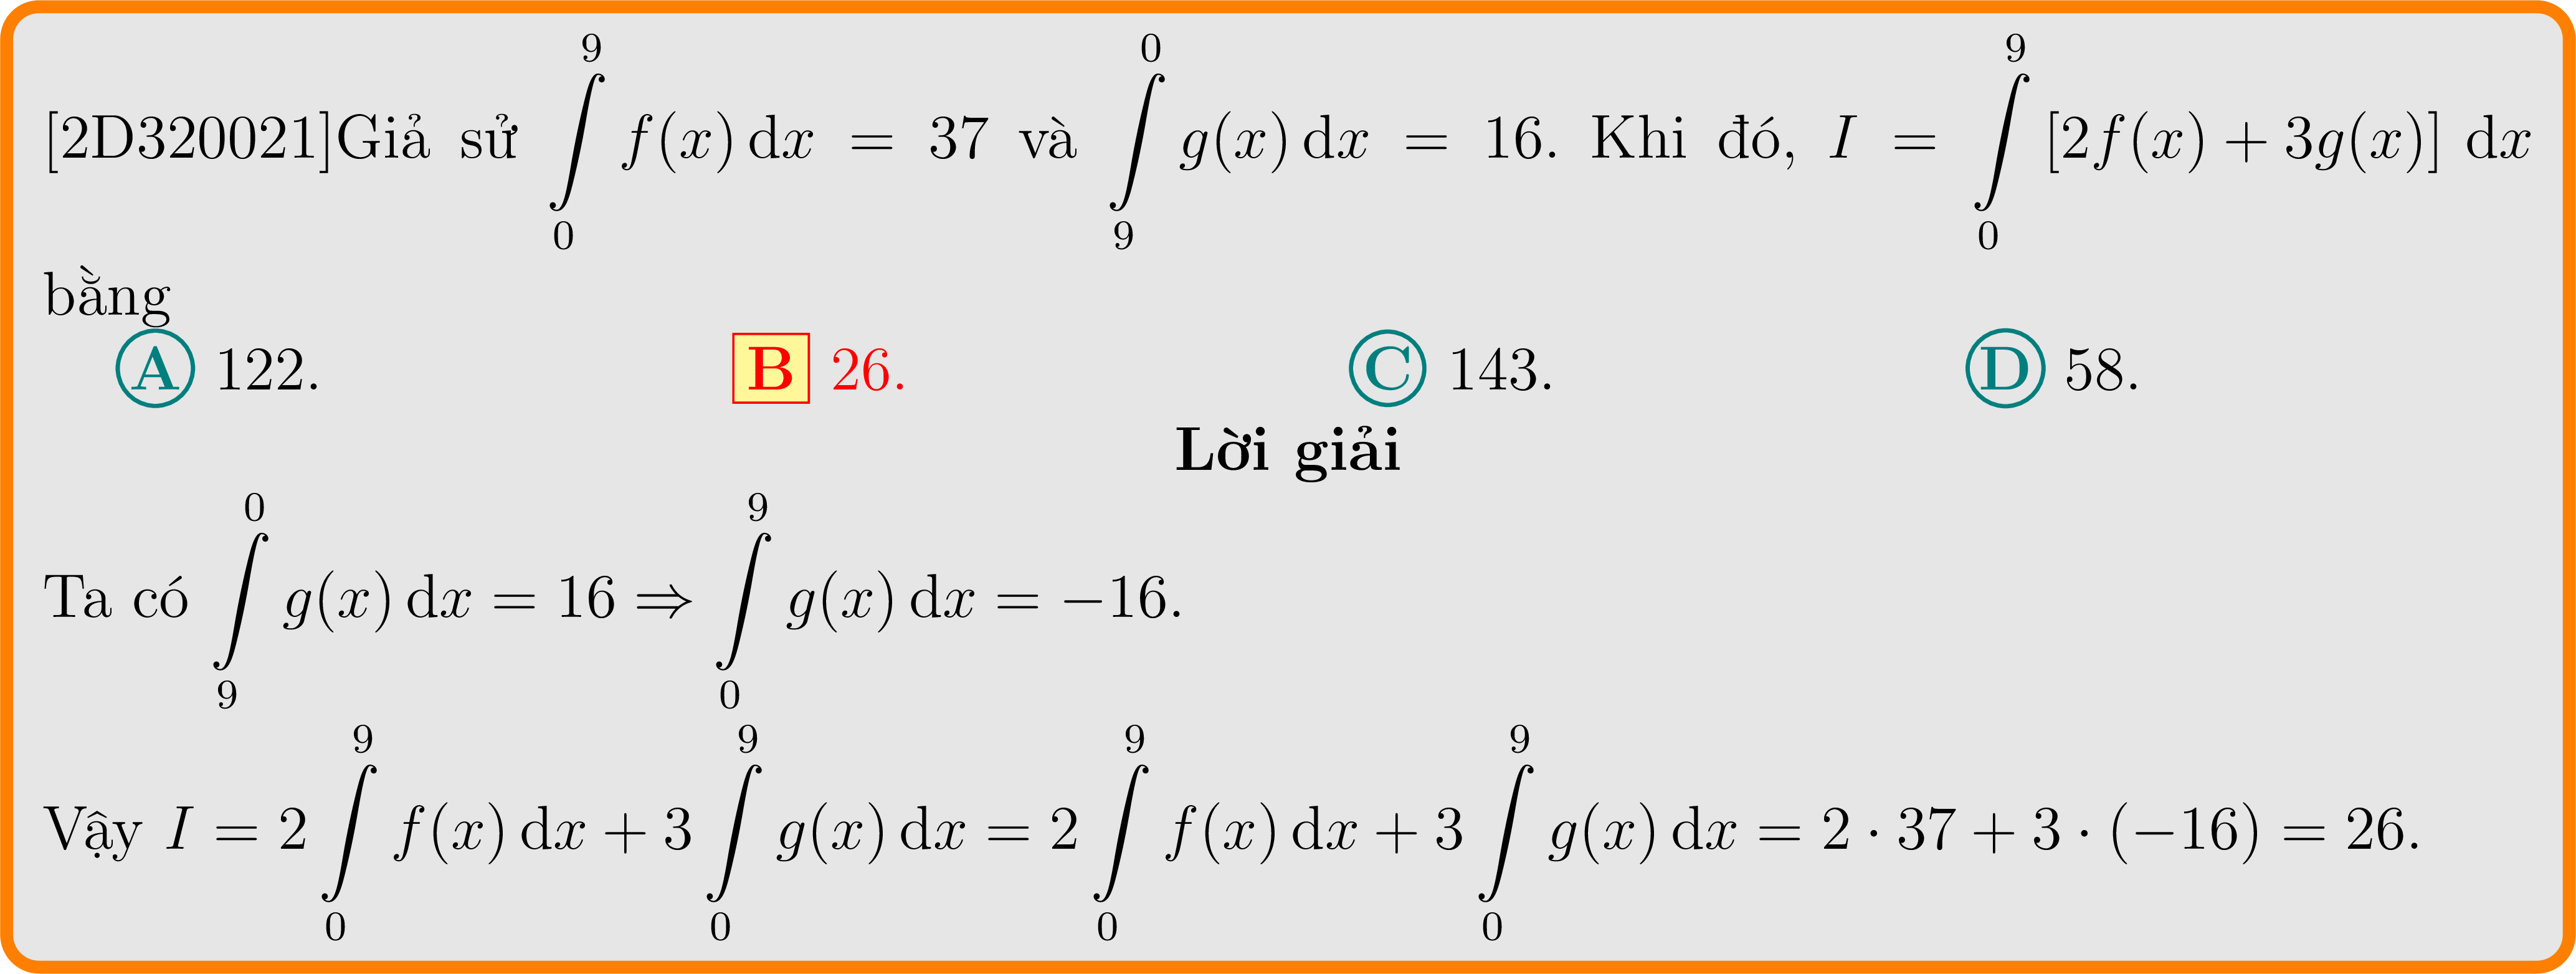 [2D320021]Giả sử $\int\limits_0^9 f(x)\,\mathrm{d}x = 37$ và $\int\limits_9^0 g(x)\,\mathrm{d}x = 16$. Khi đó, $I = \int\limits_0^9 [2f(x) + 3g(x)]\,\mathrm{d}x$
bằng
A 122. B 26. C 143. D 58.
Lời giải
Ta có $\int\limits_9^0 g(x)\,\mathrm{d}x = 16 \Rightarrow \int\limits_0^9 g(x)\,\mathrm{d}x = -16$.
Vậy $I = 2\int\limits_0^9 f(x)\,\mathrm{d}x + 3\int\limits_0^9 g(x)\,\mathrm{d}x = 2\int\limits_0^9 f(x)\,\mathrm{d}x + 3\int\limits_0^9 g(x)\,\mathrm{d}x = 2 \cdot 37 + 3 \cdot (-16) = 26$.